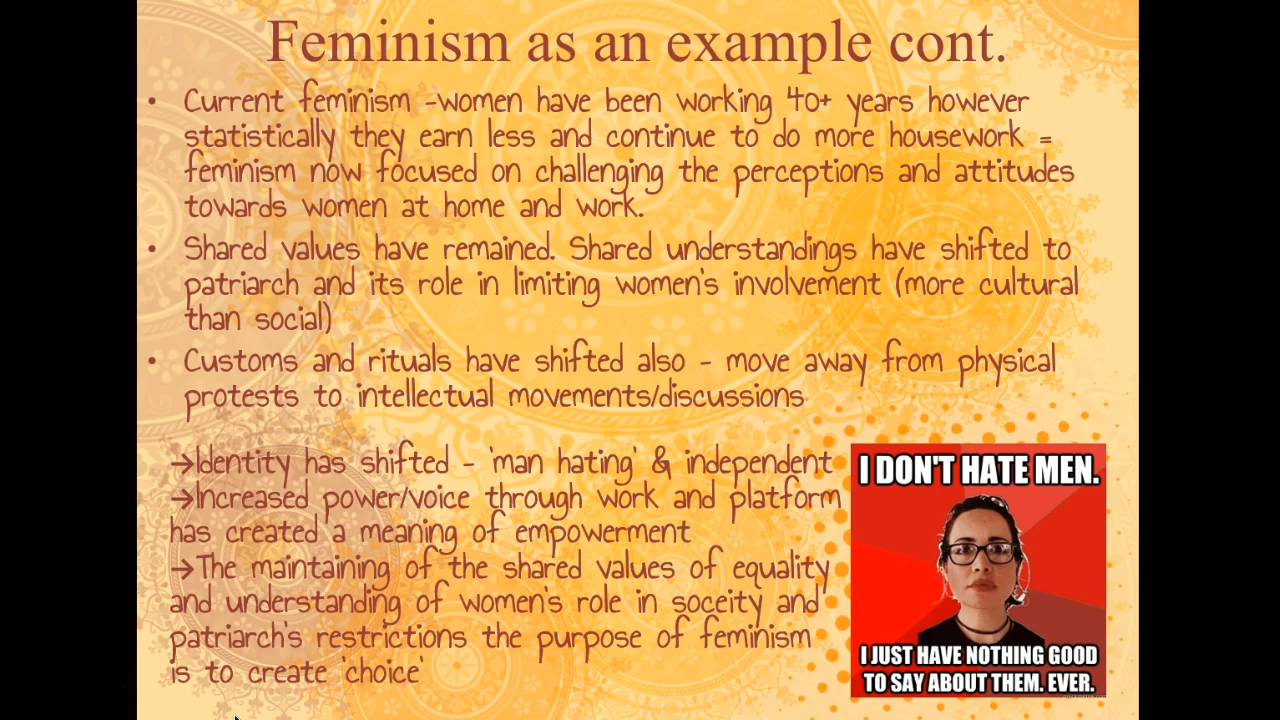 Feminism as an example cont.
• Current feminism -women have been working 40+ years however
statistically they earn less and continue to do more housework =
feminism now focused on challenging the perceptions and attitudes
towards women at home and work.
• Shared values have remained. Shared understandings have shifted to
patriarch and its role in limiting women's involvement (more cultural
than social)
• Customs and rituals have shifted also - move away from physical
protests to intellectual movements/discussions
→Identity has shifted - 'man hating' & independent
→Increased power/voice through work and platform
has created a meaning of empowerment
→The maintaining of the shared values of equality
and understanding of women's role in soceity and
patriarch's restrictions the purpose of feminism
is to create 'choice'
I DON'T HATE MEN.
I JUST HAVE NOTHING GOOD
TO SAY ABOUT THEM. EVER.